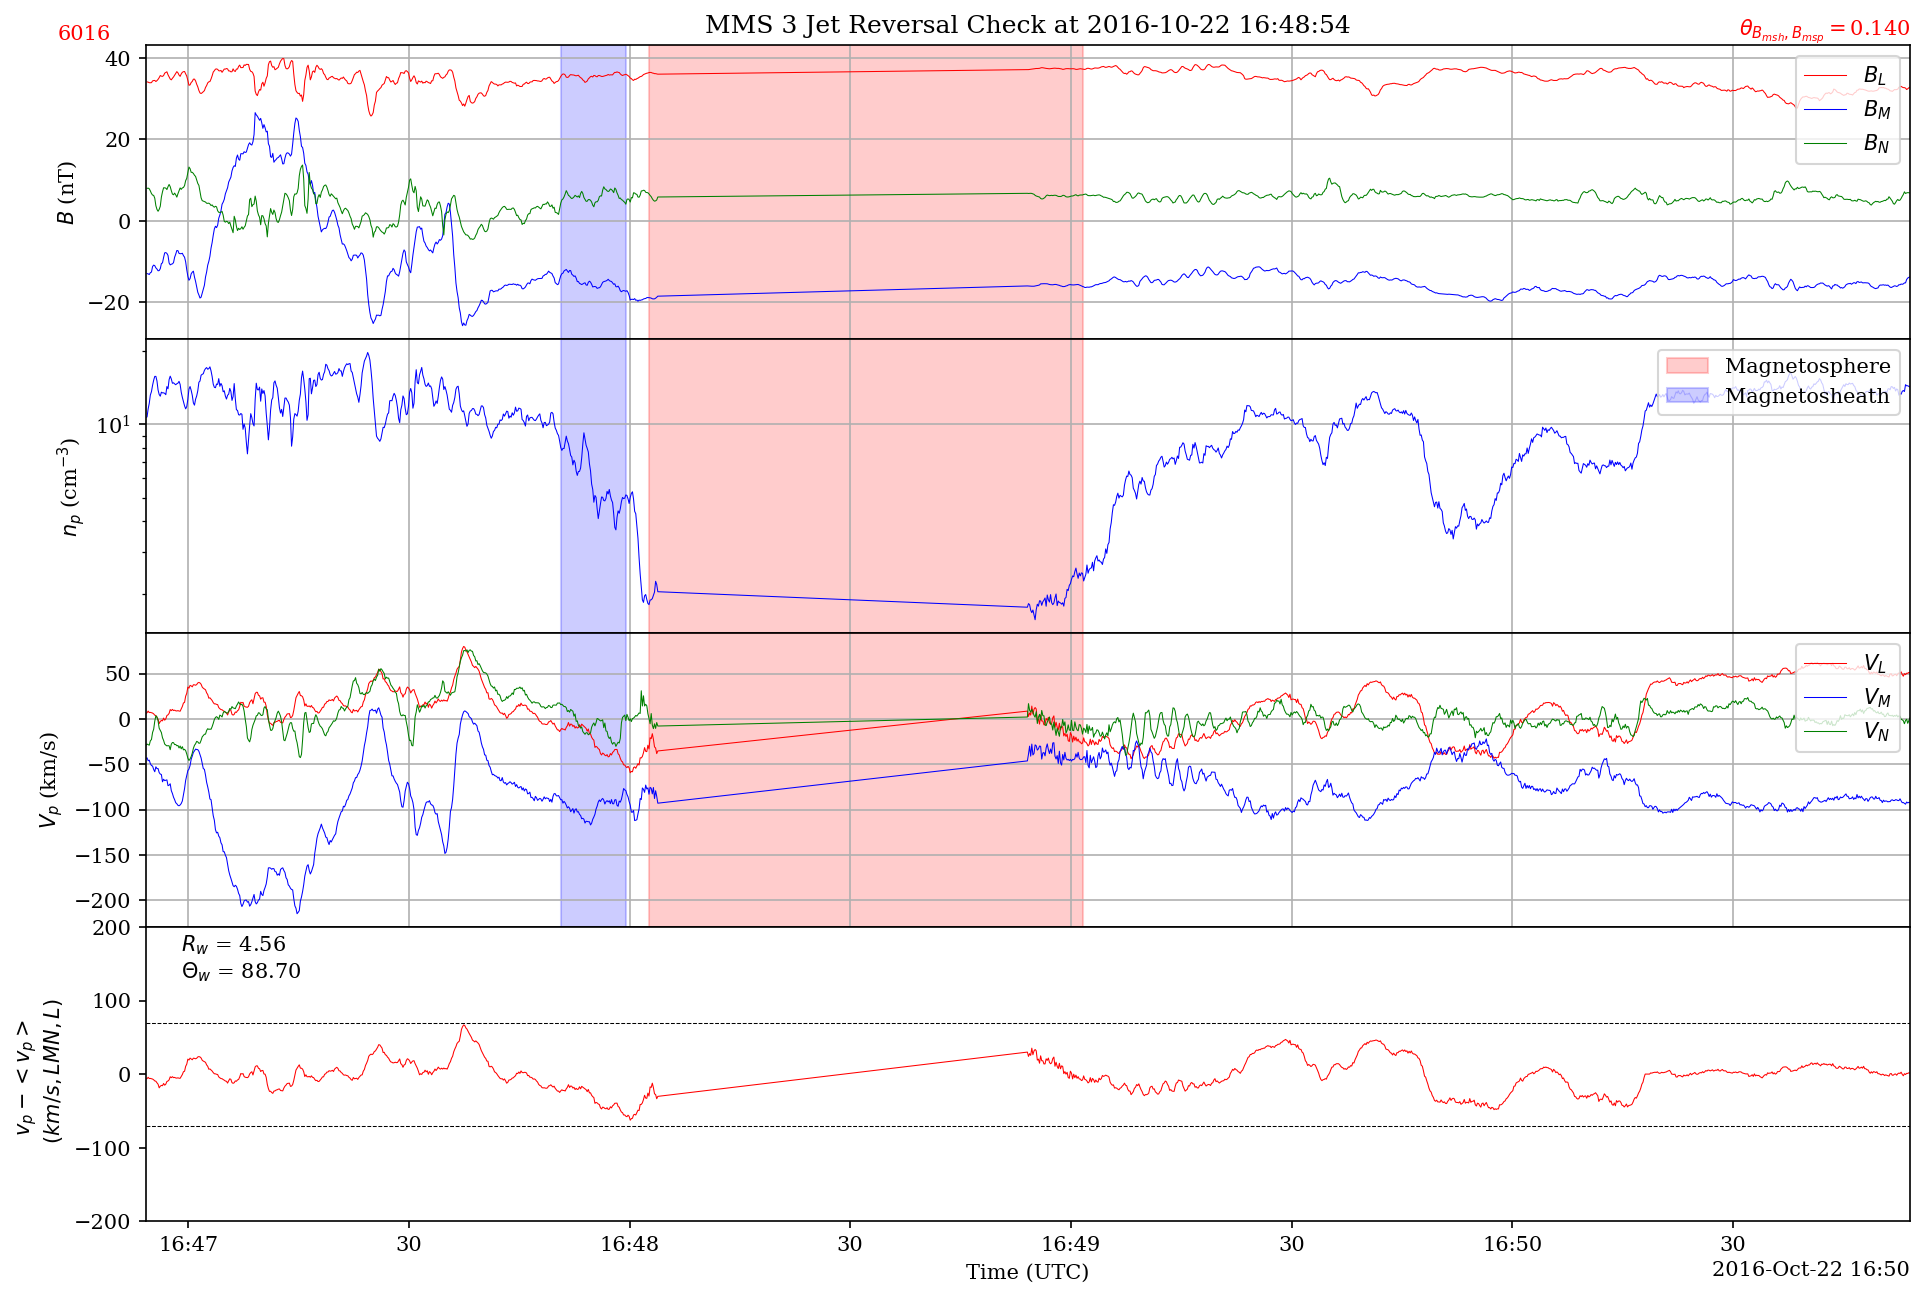 6016
MMS 3 Jet Reversal Check at 2016-10-22 16:48:54
θ_{B_{msh}, B_{msp}} = 0.140
40
20
0
−20
B (nT)
B_L
B_M
B_N
10^1
n_p (cm^{−3})
Magnetosphere
Magnetosheath
50
0
−50
−100
−150
−200
V_p (km/s)
V_L
V_M
V_N
200
100
0
−100
−200
v_p − < v_p >
(km/s, LMN, L)
R_w = 4.56
Θ_w = 88.70
16:47 30 16:48 30 16:49 30 16:50 30
Time (UTC)
2016-Oct-22 16:50